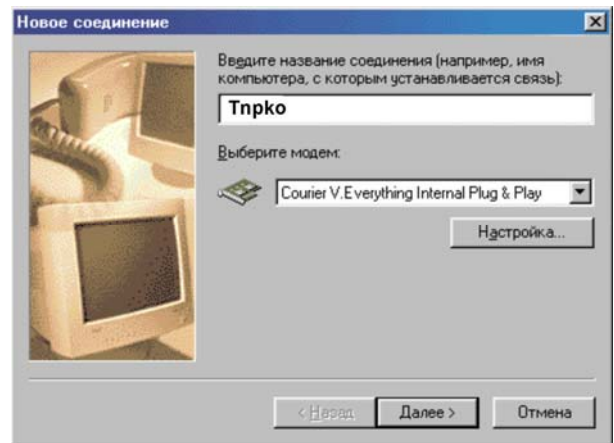 Новое соединение
Введите название соединения (например, имя
компьютера, с которым устанавливается связь):
Tnpko
Выберите модем:
Courier V.Everything Internal Plug & Play
Настройка...
< Назад
Далее >
Отмена